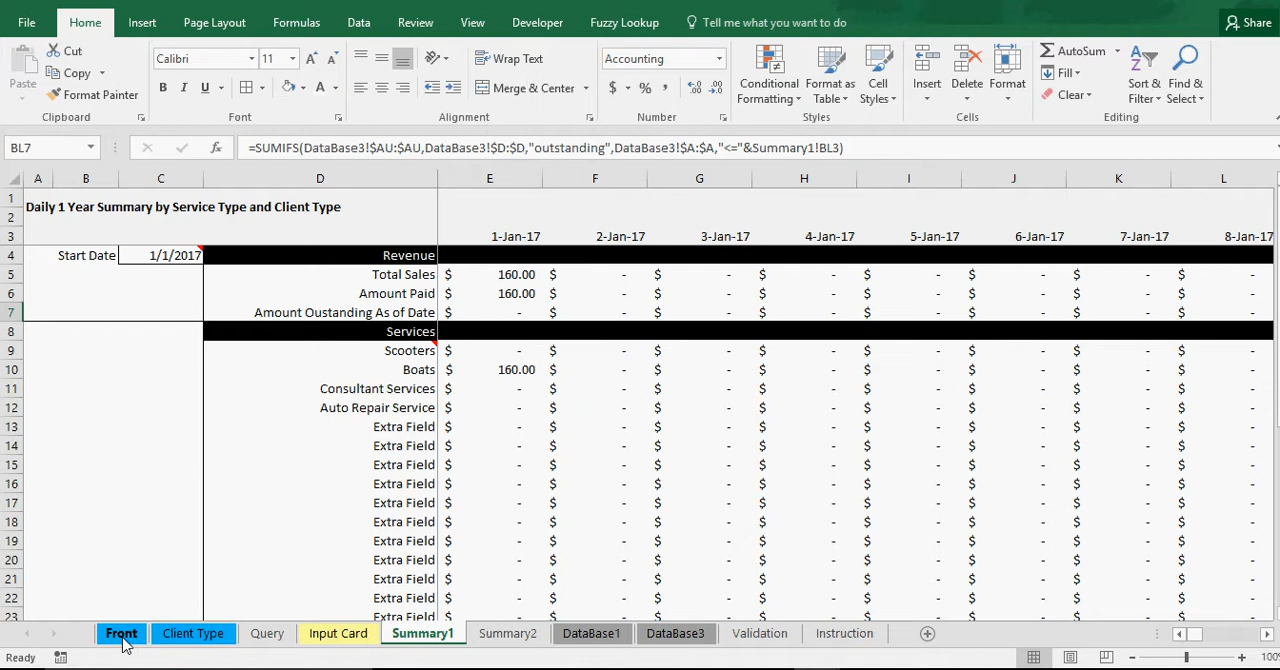 File Home Insert Page Layout Formulas Data Review View Developer Fuzzy Lookup Tell me what you want to do Share
Paste Cut Copy Format Painter Clipboard
Calibri 11 A A B I U A Font
Wrap Text Merge & Center Alignment
Accounting $ % , Number
Conditional Formatting Format as Table Cell Styles Styles
Insert Delete Format Cells
AutoSum Fill Clear Sort & Filter Find & Select Editing
BL7 fx =SUMIFS(DataBase3!$AU:$AU,DataBase3!$D:$D,"outstanding",DataBase3!$A:$A,"<="&Summary1!BL3)
A B C D E F G H I J K L
1 Daily 1 Year Summary by Service Type and Client Type
2
3 1-Jan-17 2-Jan-17 3-Jan-17 4-Jan-17 5-Jan-17 6-Jan-17 7-Jan-17 8-Jan-17
4 Start Date 1/1/2017 Revenue
5 Total Sales $ 160.00 $ - $ - $ - $ - $ - $ - $ -
6 Amount Paid $ 160.00 $ - $ - $ - $ - $ - $ - $ -
7 Amount Oustanding As of Date $ - $ - $ - $ - $ - $ - $ - $ -
8 Services
9 Scooters $ - $ - $ - $ - $ - $ - $ - $ -
10 Boats $ 160.00 $ - $ - $ - $ - $ - $ - $ -
11 Consultant Services $ - $ - $ - $ - $ - $ - $ - $ -
12 Auto Repair Service $ - $ - $ - $ - $ - $ - $ - $ -
13 Extra Field $ - $ - $ - $ - $ - $ - $ - $ -
14 Extra Field $ - $ - $ - $ - $ - $ - $ - $ -
15 Extra Field $ - $ - $ - $ - $ - $ - $ - $ -
16 Extra Field $ - $ - $ - $ - $ - $ - $ - $ -
17 Extra Field $ - $ - $ - $ - $ - $ - $ - $ -
18 Extra Field $ - $ - $ - $ - $ - $ - $ - $ -
19 Extra Field $ - $ - $ - $ - $ - $ - $ - $ -
20 Extra Field $ - $ - $ - $ - $ - $ - $ - $ -
21 Extra Field $ - $ - $ - $ - $ - $ - $ - $ -
22 Extra Field $ - $ - $ - $ - $ - $ - $ - $ -
23 Extra Field $ - $ - $ - $ - $ - $ - $ - $ -
Front Client Type Query Input Card Summary1 Summary2 DataBase1 DataBase3 Validation Instruction
Ready